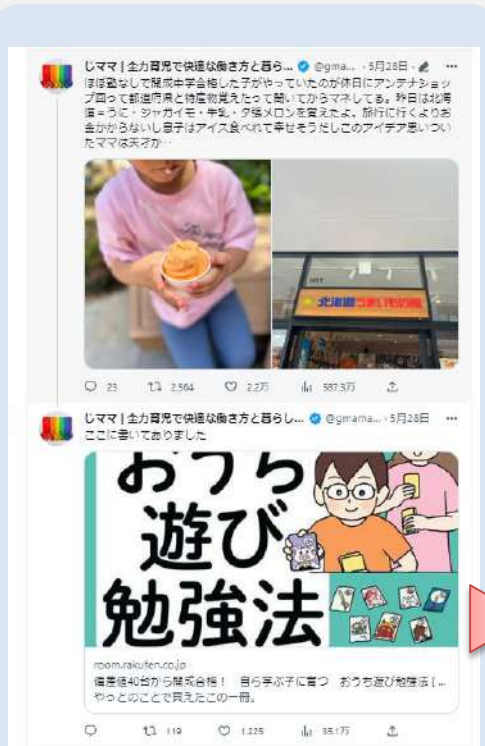 じママ | 全力育児で快適な働き方と暮ら... @gma... · 5月28日 · ...
ほぼ塾なしで開成中学合格した子がやっていたのが休日にアンテナショッ
プ回って都道府県と特産物覚えたって聞いてからマネしてる。昨日は北海
道=うに・ジャガイモ・牛乳・夕張メロンを覚えたよ。旅行に行くよりお
金かからないし息子はアイス食べれて幸せそうだしこのアイデア思いつい
たママは天才か…
北海道うまいもの館
23 2,564 2.2万 587.3万
じママ | 全力育児で快適な働き方と暮らし... @gmama... · 5月28日 ...
ここに書いてありました
おうち
遊び
勉強法
room.rakuten.co.jp
偏差値40台から開成合格! 自ら学ぶ子に育つ おうち遊び勉強法 [ ...
やっとのことで買えたこの一冊。
119 1,225 35.1万